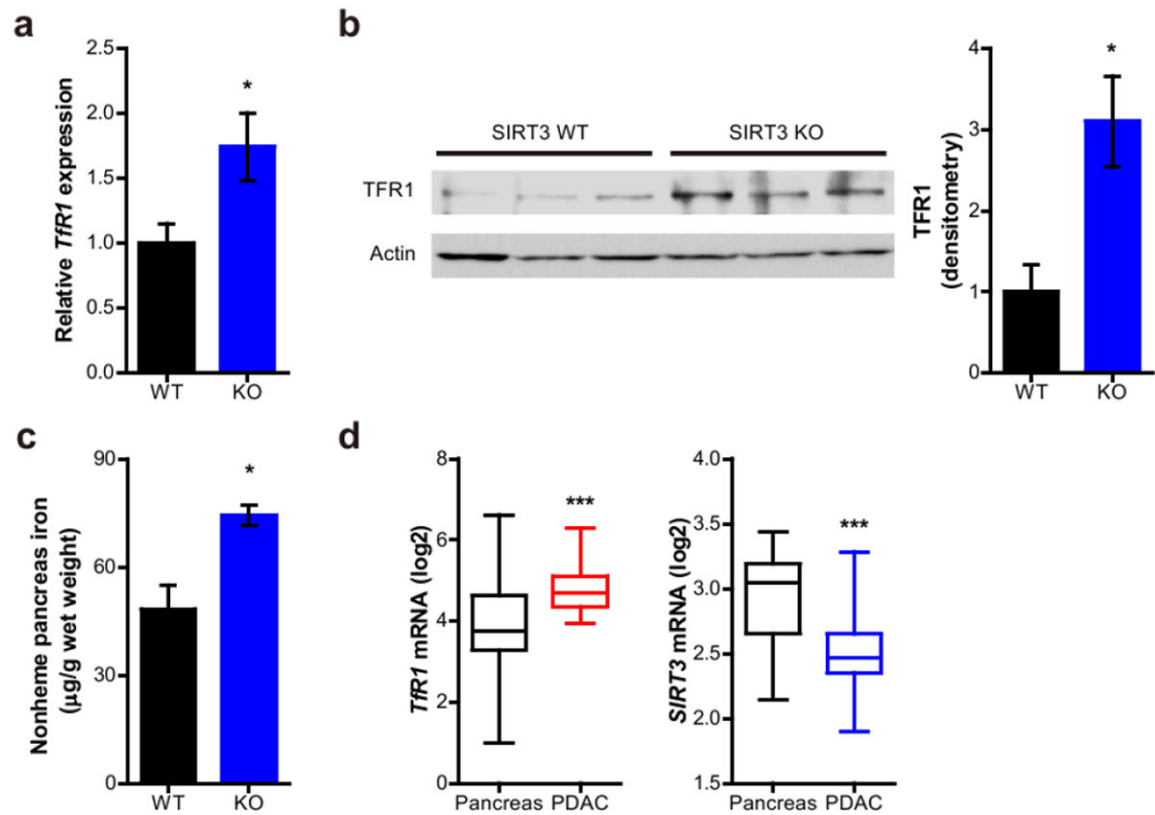 a
Relative TfR1 expression
2.5
2.0
1.5
1.0
0.5
0.0
*
WT KO
b
SIRT3 WT SIRT3 KO
TFR1
Actin
TFR1
(densitometry)
4
3
2
1
0
*
WT KO
c
Nonheme pancreas iron
(μg/g wet weight)
90
60
30
0
*
WT KO
d
TfR1 mRNA (log2)
8
6
4
2
0
***
Pancreas PDAC
SIRT3 mRNA (log2)
4.0
3.5
3.0
2.5
2.0
1.5
***
Pancreas PDAC